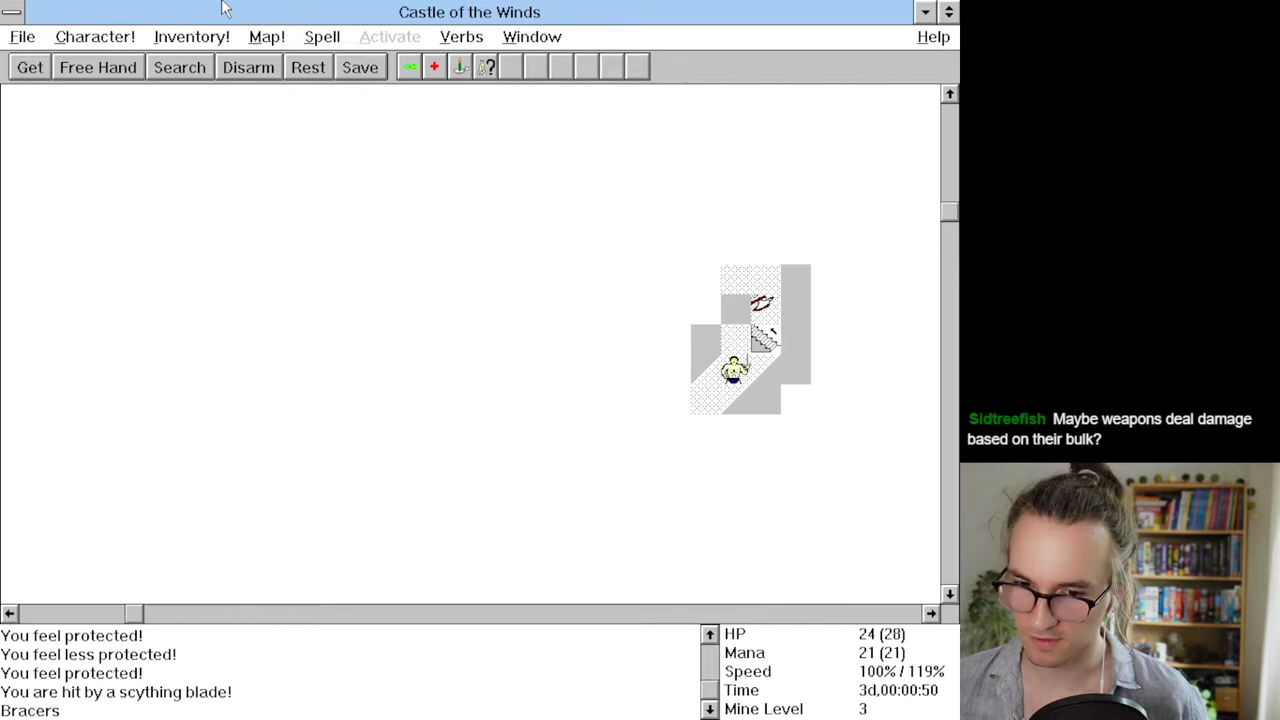 Castle of the Winds
File Character! Inventory! Map! Spell Activate Verbs Window Help
Get Free Hand Search Disarm Rest Save ?
You feel protected!
You feel less protected!
You feel protected!
You are hit by a scything blade!
Bracers
HP 24 (28)
Mana 21 (21)
Speed 100% / 119%
Time 3d,00:00:50
Mine Level 3
Sidtreefish Maybe weapons deal damage
based on their bulk?